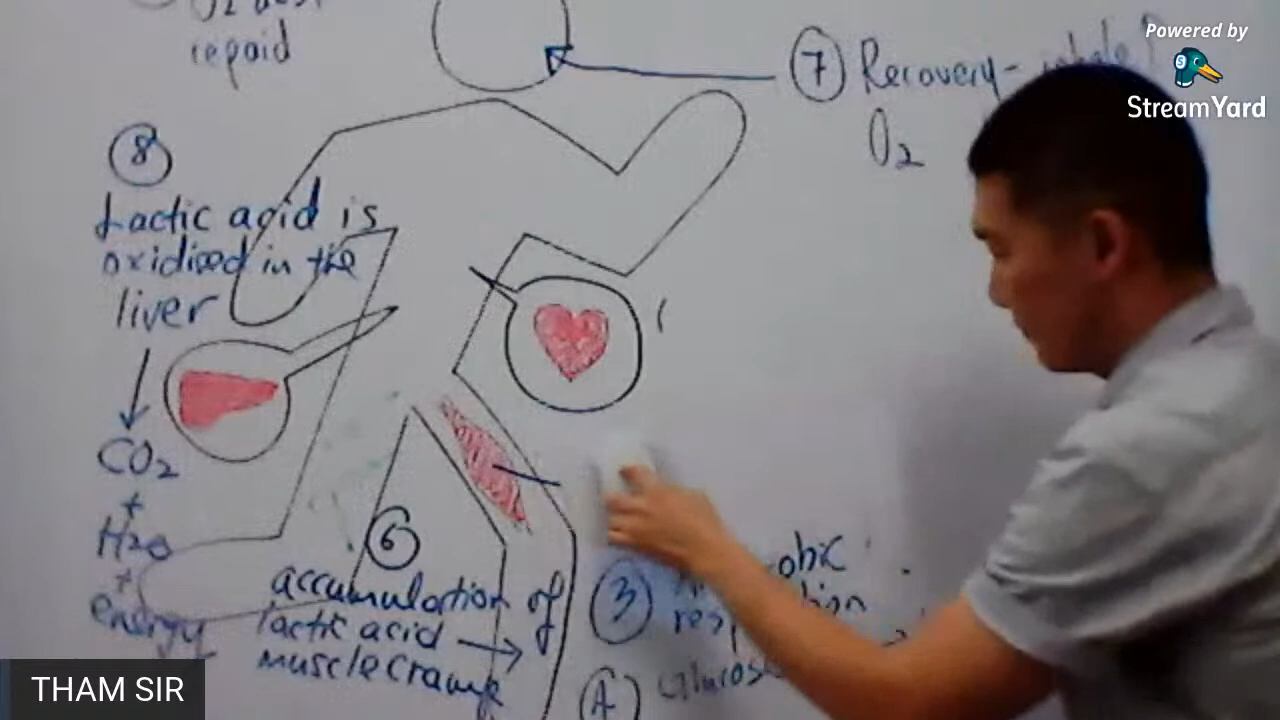 O₂
repaid
7 Recovery -
O₂
8
Lactic acid is
oxidised in the
liver
CO₂
+
H₂O
+
energy
6
accumulation of
lactic acid →
muscle cramp
3
4
Powered by
StreamYard
THAM SIR